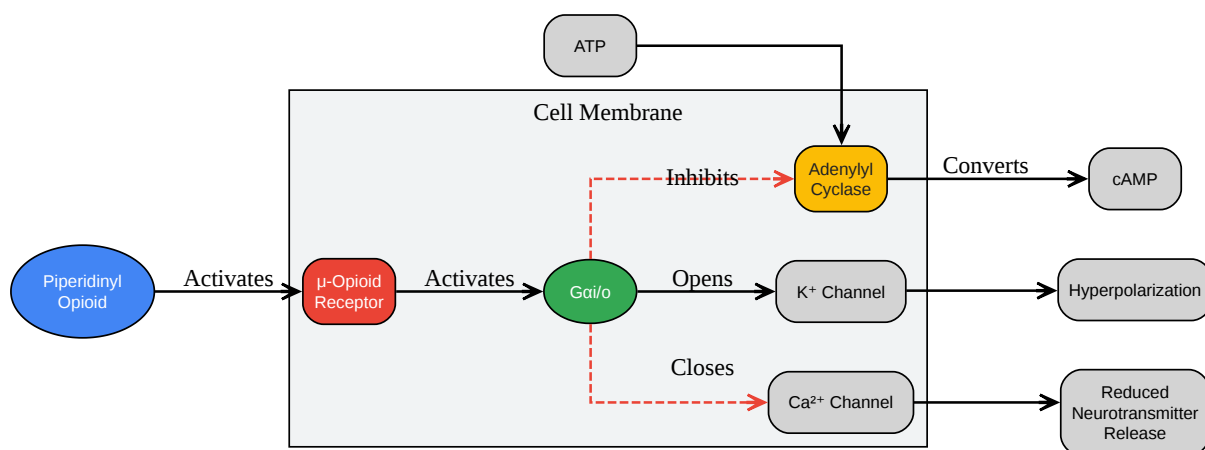 ATP
Cell Membrane
Inhibits
Adenylyl
Cyclase
Converts
cAMP
Piperidinyl
Opioid
Activates
μ-Opioid
Receptor
Activates
Gαi/o
Opens
K⁺ Channel
Hyperpolarization
Closes
Ca²⁺ Channel
Reduced
Neurotransmitter
Release